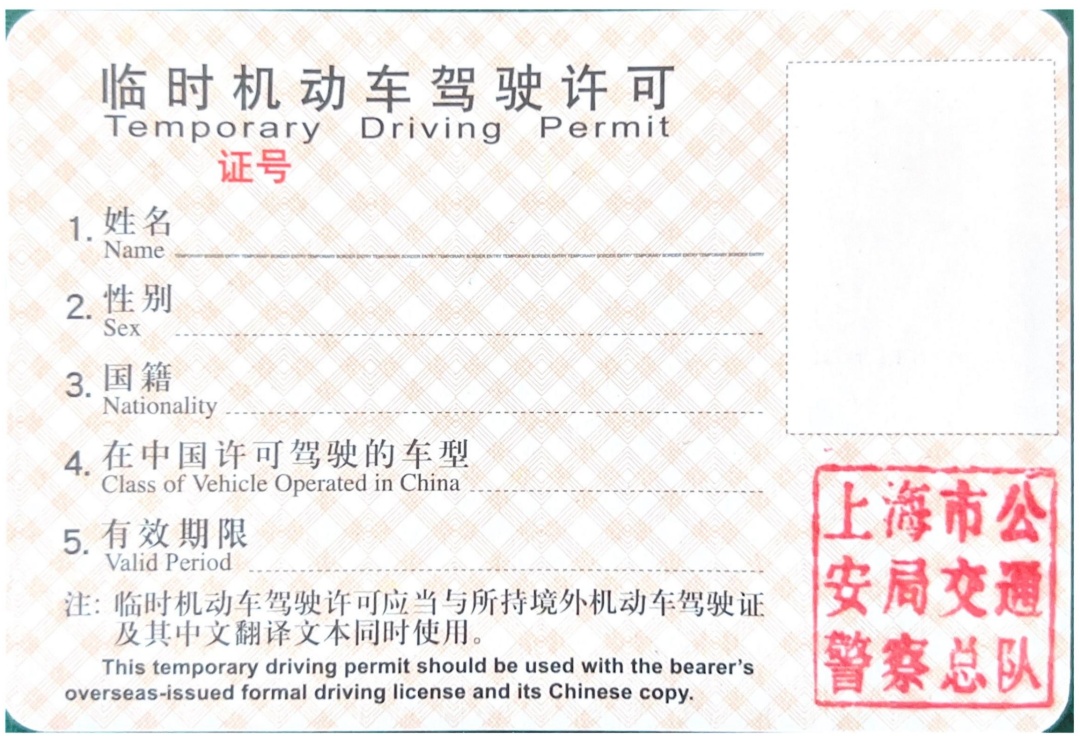 临时机动车驾驶许可
Temporary Driving Permit
证号
1. 姓名
Name
2. 性别
Sex
3. 国籍
Nationality
4. 在中国许可驾驶的车型
Class of Vehicle Operated in China
5. 有效期限
Valid Period
注: 临时机动车驾驶许可应当与所持境外机动车驾驶证
及其中文翻译文本同时使用。
This temporary driving permit should be used with the bearer's
overseas-issued formal driving license and its Chinese copy.
上海市公
安局交通
警察总队